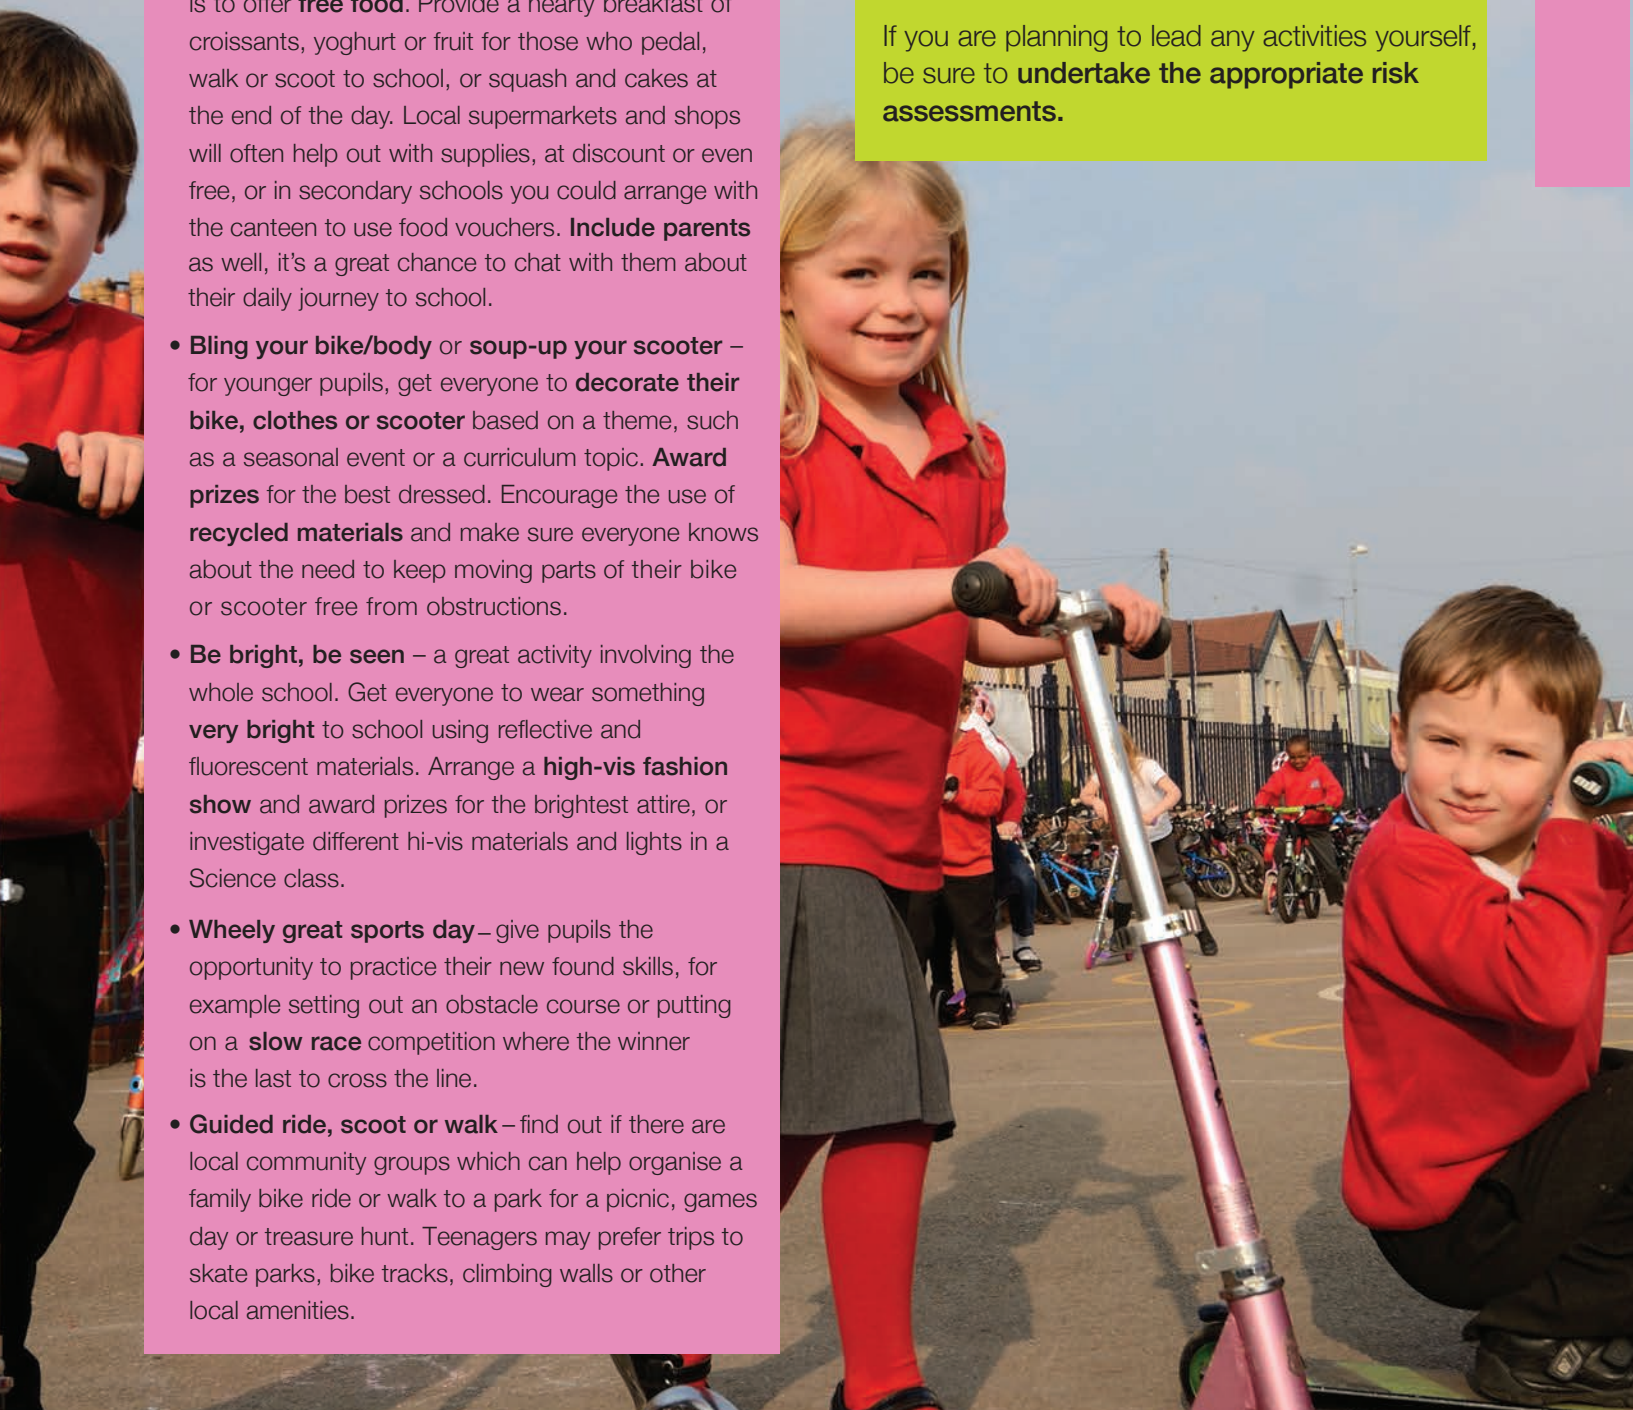 is to offer free food. Provide a hearty breakfast of
croissants, yoghurt or fruit for those who pedal,
walk or scoot to school, or squash and cakes at
the end of the day. Local supermarkets and shops
will often help out with supplies, at discount or even
free, or in secondary schools you could arrange with
the canteen to use food vouchers. Include parents
as well, it’s a great chance to chat with them about
their daily journey to school.
• Bling your bike/body or soup-up your scooter –
for younger pupils, get everyone to decorate their
bike, clothes or scooter based on a theme, such
as a seasonal event or a curriculum topic. Award
prizes for the best dressed. Encourage the use of
recycled materials and make sure everyone knows
about the need to keep moving parts of their bike
or scooter free from obstructions.
• Be bright, be seen – a great activity involving the
whole school. Get everyone to wear something
very bright to school using reflective and
fluorescent materials. Arrange a high-vis fashion
show and award prizes for the brightest attire, or
investigate different hi-vis materials and lights in a
Science class.
• Wheely great sports day – give pupils the
opportunity to practice their new found skills, for
example setting out an obstacle course or putting
on a slow race competition where the winner
is the last to cross the line.
• Guided ride, scoot or walk – find out if there are
local community groups which can help organise a
family bike ride or walk to a park for a picnic, games
day or treasure hunt. Teenagers may prefer trips to
skate parks, bike tracks, climbing walls or other
local amenities.
If you are planning to lead any activities yourself,
be sure to undertake the appropriate risk
assessments.